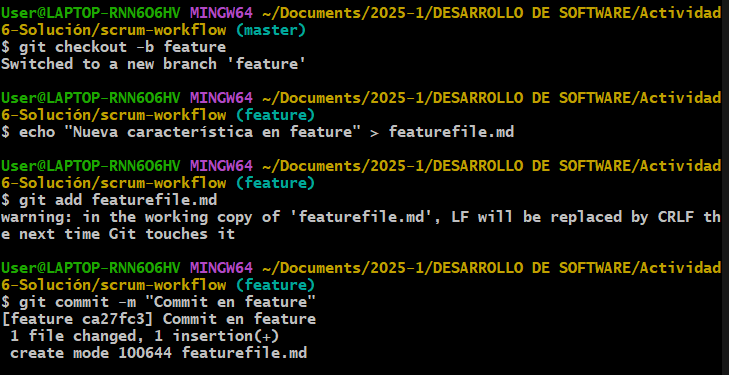 User@LAPTOP-RNN6O6HV MINGW64 ~/Documents/2025-1/DESARROLLO DE SOFTWARE/Actividad
6-Solución/scrum-workflow (master)
$ git checkout -b feature
Switched to a new branch 'feature'
User@LAPTOP-RNN6O6HV MINGW64 ~/Documents/2025-1/DESARROLLO DE SOFTWARE/Actividad
6-Solución/scrum-workflow (feature)
$ echo "Nueva característica en feature" > featurefile.md
User@LAPTOP-RNN6O6HV MINGW64 ~/Documents/2025-1/DESARROLLO DE SOFTWARE/Actividad
6-Solución/scrum-workflow (feature)
$ git add featurefile.md
warning: in the working copy of 'featurefile.md', LF will be replaced by CRLF th
e next time Git touches it
User@LAPTOP-RNN6O6HV MINGW64 ~/Documents/2025-1/DESARROLLO DE SOFTWARE/Actividad
6-Solución/scrum-workflow (feature)
$ git commit -m "Commit en feature"
[feature ca27fc3] Commit en feature
 1 file changed, 1 insertion(+)
 create mode 100644 featurefile.md